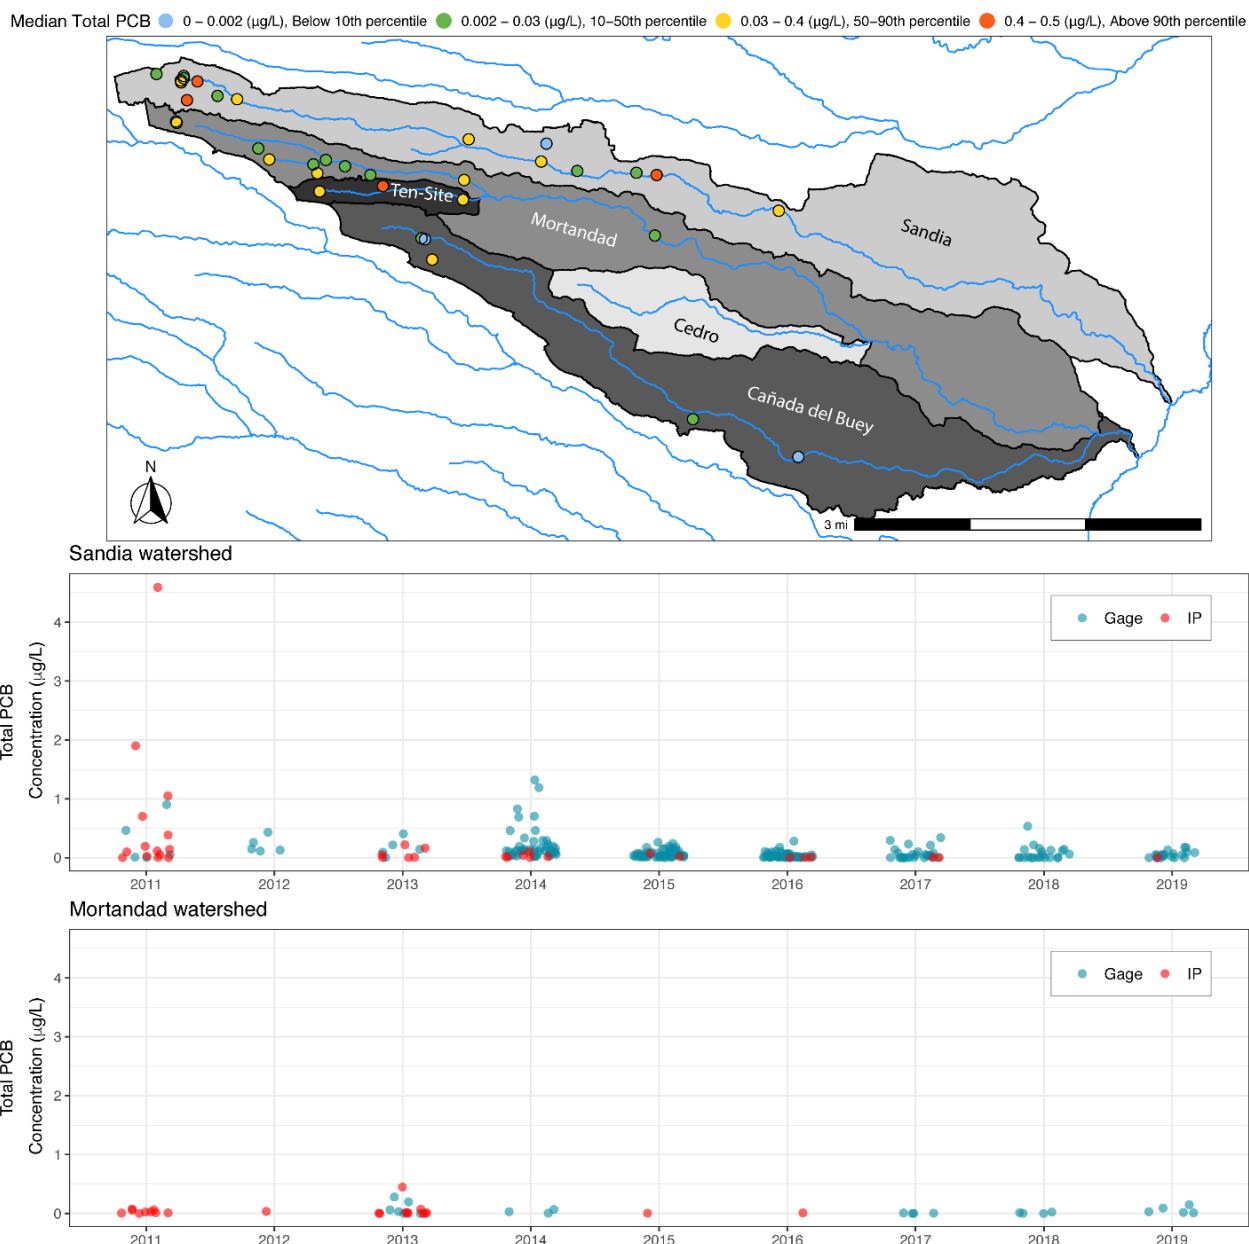 Median Total PCB 0 – 0.002 (μg/L), Below 10th percentile 0.002 – 0.03 (μg/L), 10–50th percentile 0.03 – 0.4 (μg/L), 50–90th percentile 0.4 – 0.5 (μg/L), Above 90th percentile
Ten-Site
Mortandad
Sandia
Cedro
Cañada del Buey
N
3 mi
Sandia watershed
Total PCB
Concentration (μg/L)
4
3
2
1
0
Gage IP
2011 2012 2013 2014 2015 2016 2017 2018 2019
Mortandad watershed
Total PCB
Concentration (μg/L)
4
3
2
1
0
Gage IP
2011 2012 2013 2014 2015 2016 2017 2018 2019